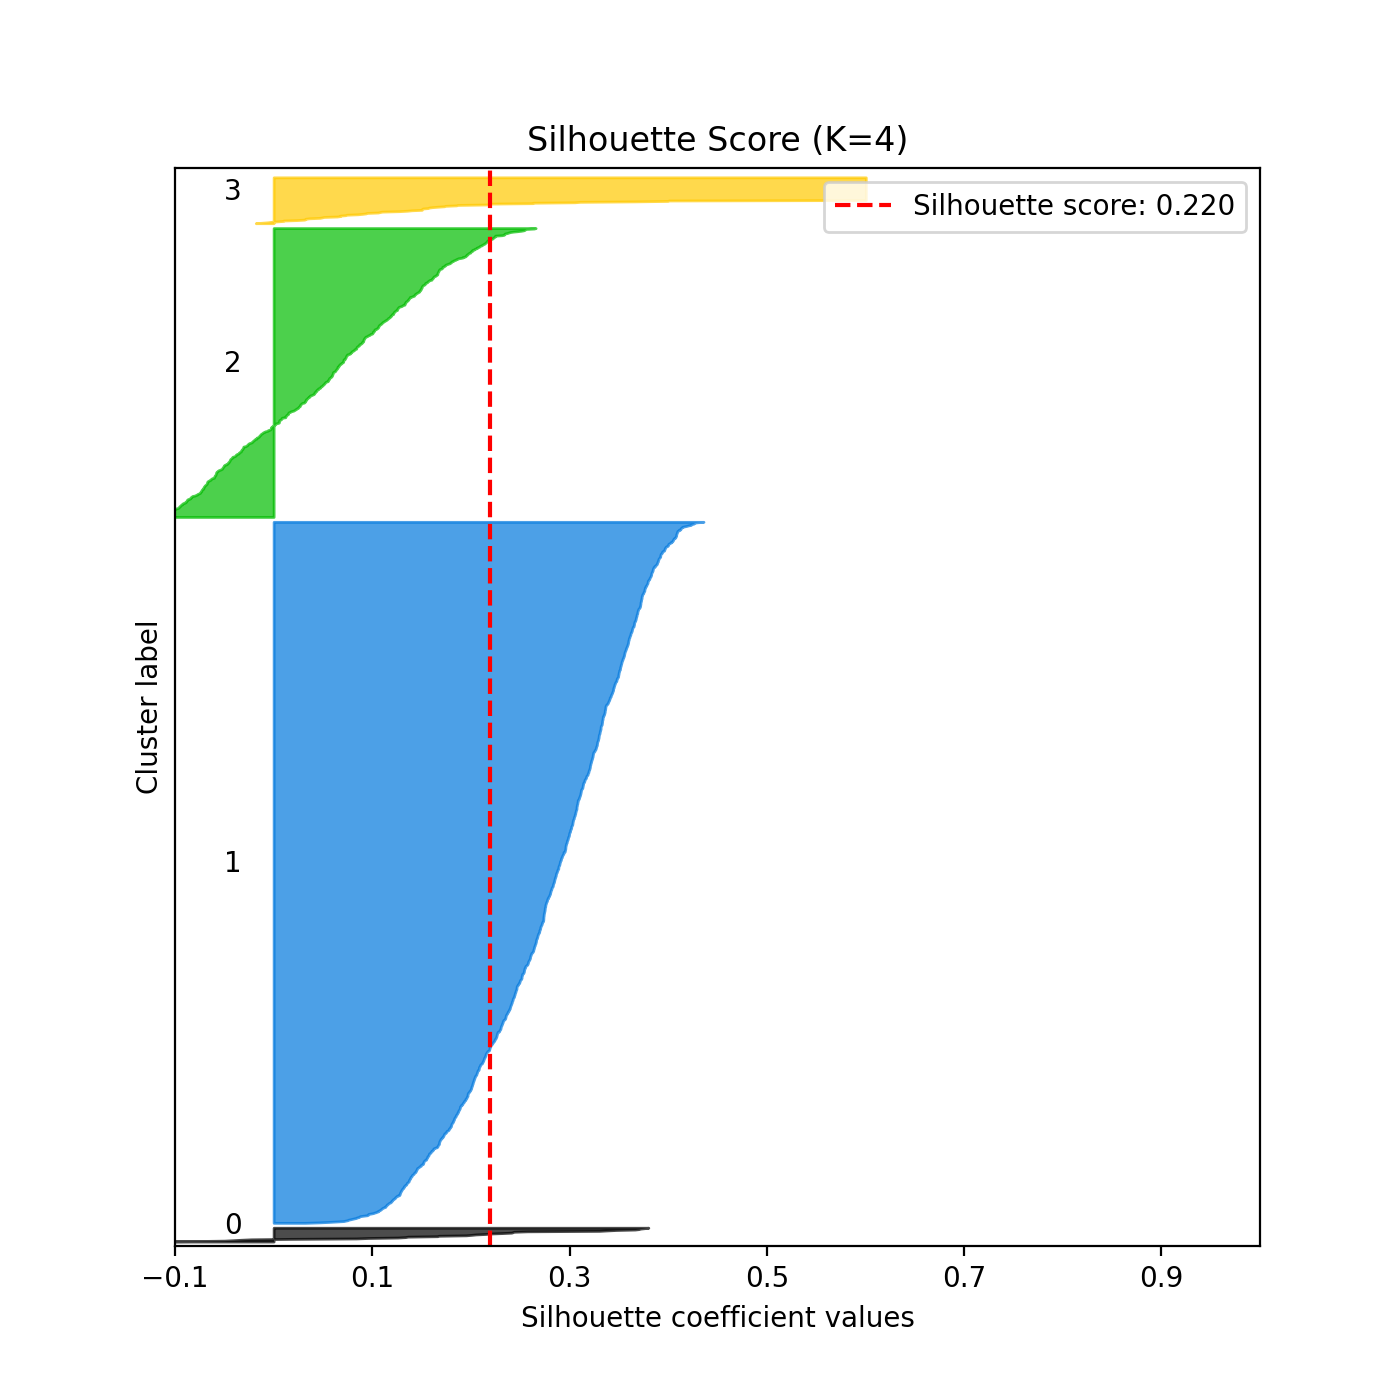 Silhouette Score (K=4)
3
Silhouette score: 0.220
2
Cluster label
1
0
−0.1 0.1 0.3 0.5 0.7 0.9
Silhouette coefficient values